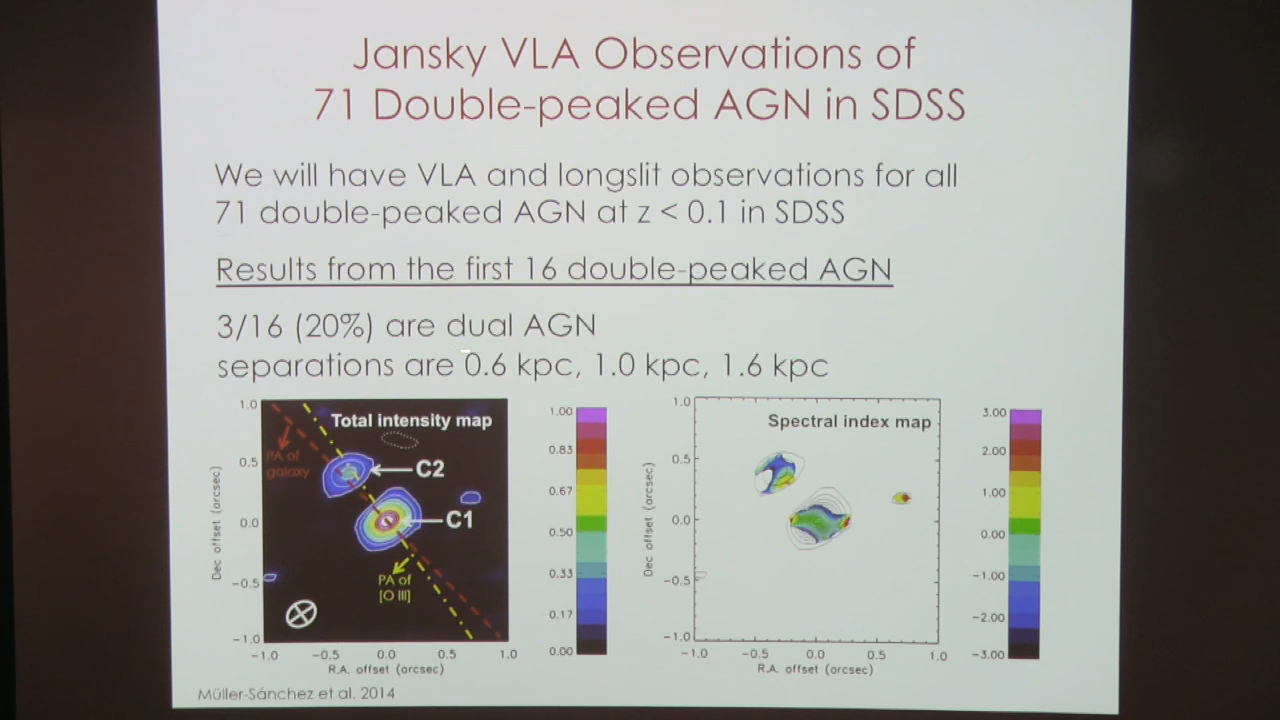 Jansky VLA Observations of
71 Double-peaked AGN in SDSS
We will have VLA and longslit observations for all
71 double-peaked AGN at z < 0.1 in SDSS
Results from the first 16 double-peaked AGN
3/16 (20%) are dual AGN
separations are 0.6 kpc, 1.0 kpc, 1.6 kpc
Total intensity map
PA of
galaxy
C2
C1
PA of
[O III]
1.0
0.5
0.0
−0.5
−1.0
Dec offset (arcsec)
−1.0 −0.5 0.0 0.5 1.0
R.A. offset (arcsec)
1.00
0.83
0.67
0.50
0.33
0.17
0.00
Spectral index map
1.0
0.5
0.0
−0.5
−1.0
Dec offset (arcsec)
−1.0 −0.5 0.0 0.5 1.0
R.A. offset (arcsec)
3.00
2.00
1.00
0.00
−1.00
−2.00
−3.00
Müller-Sánchez et al. 2014